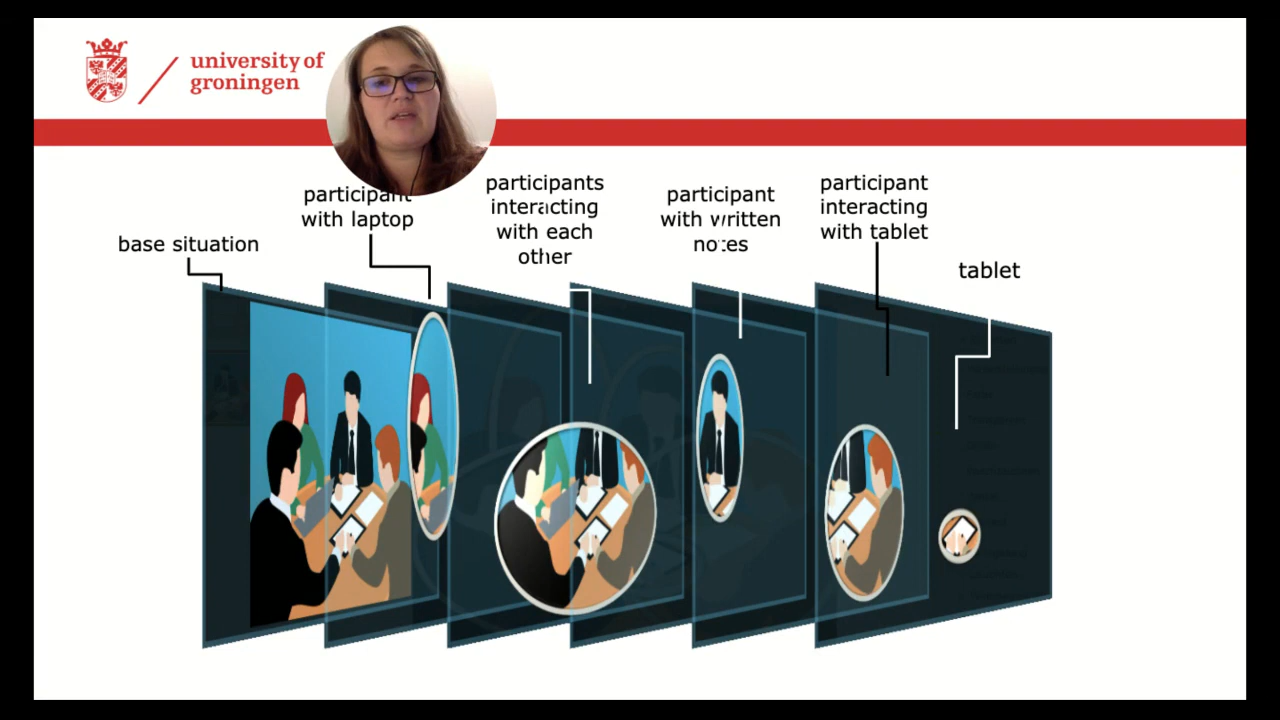 university of
groningen
base situation
participant
with laptop
participants
interacting
with each
other
participant
with written
notes
participant
interacting
with tablet
tablet